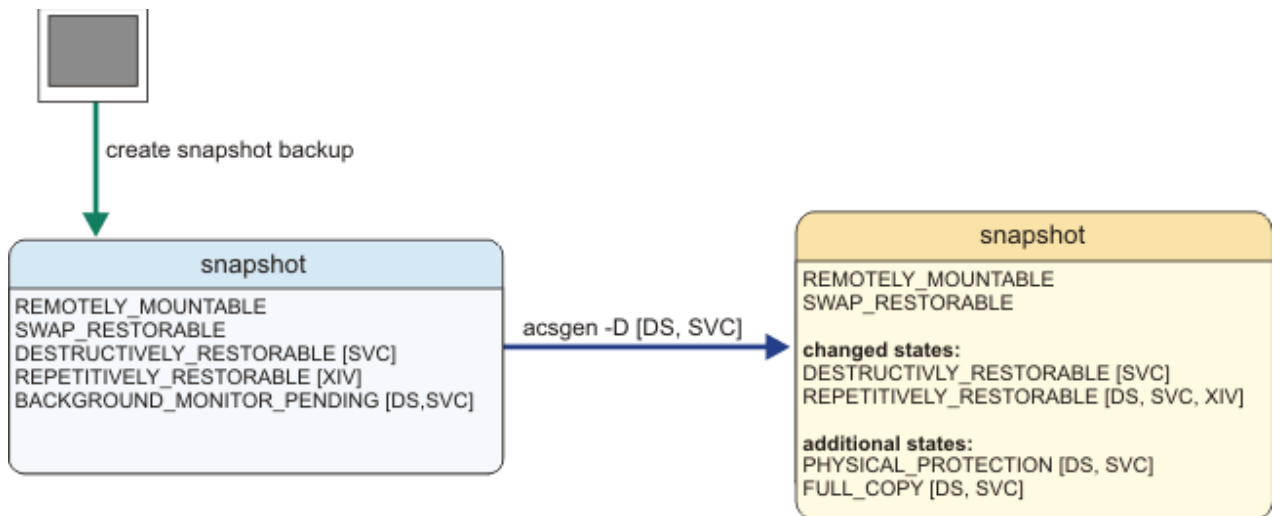 create snapshot backup
snapshot
REMOTELY_MOUNTABLE
SWAP_RESTORABLE
DESTRUCTIVELY_RESTORABLE [SVC]
REPETITIVELY_RESTORABLE [XIV]
BACKGROUND_MONITOR_PENDING [DS,SVC]
acsgen -D [DS, SVC]
snapshot
REMOTELY_MOUNTABLE
SWAP_RESTORABLE
changed states:
DESTRUCTIVLY_RESTORABLE [SVC]
REPETITIVELY_RESTORABLE [DS, SVC, XIV]
additional states:
PHYSICAL_PROTECTION [DS, SVC]
FULL_COPY [DS, SVC]